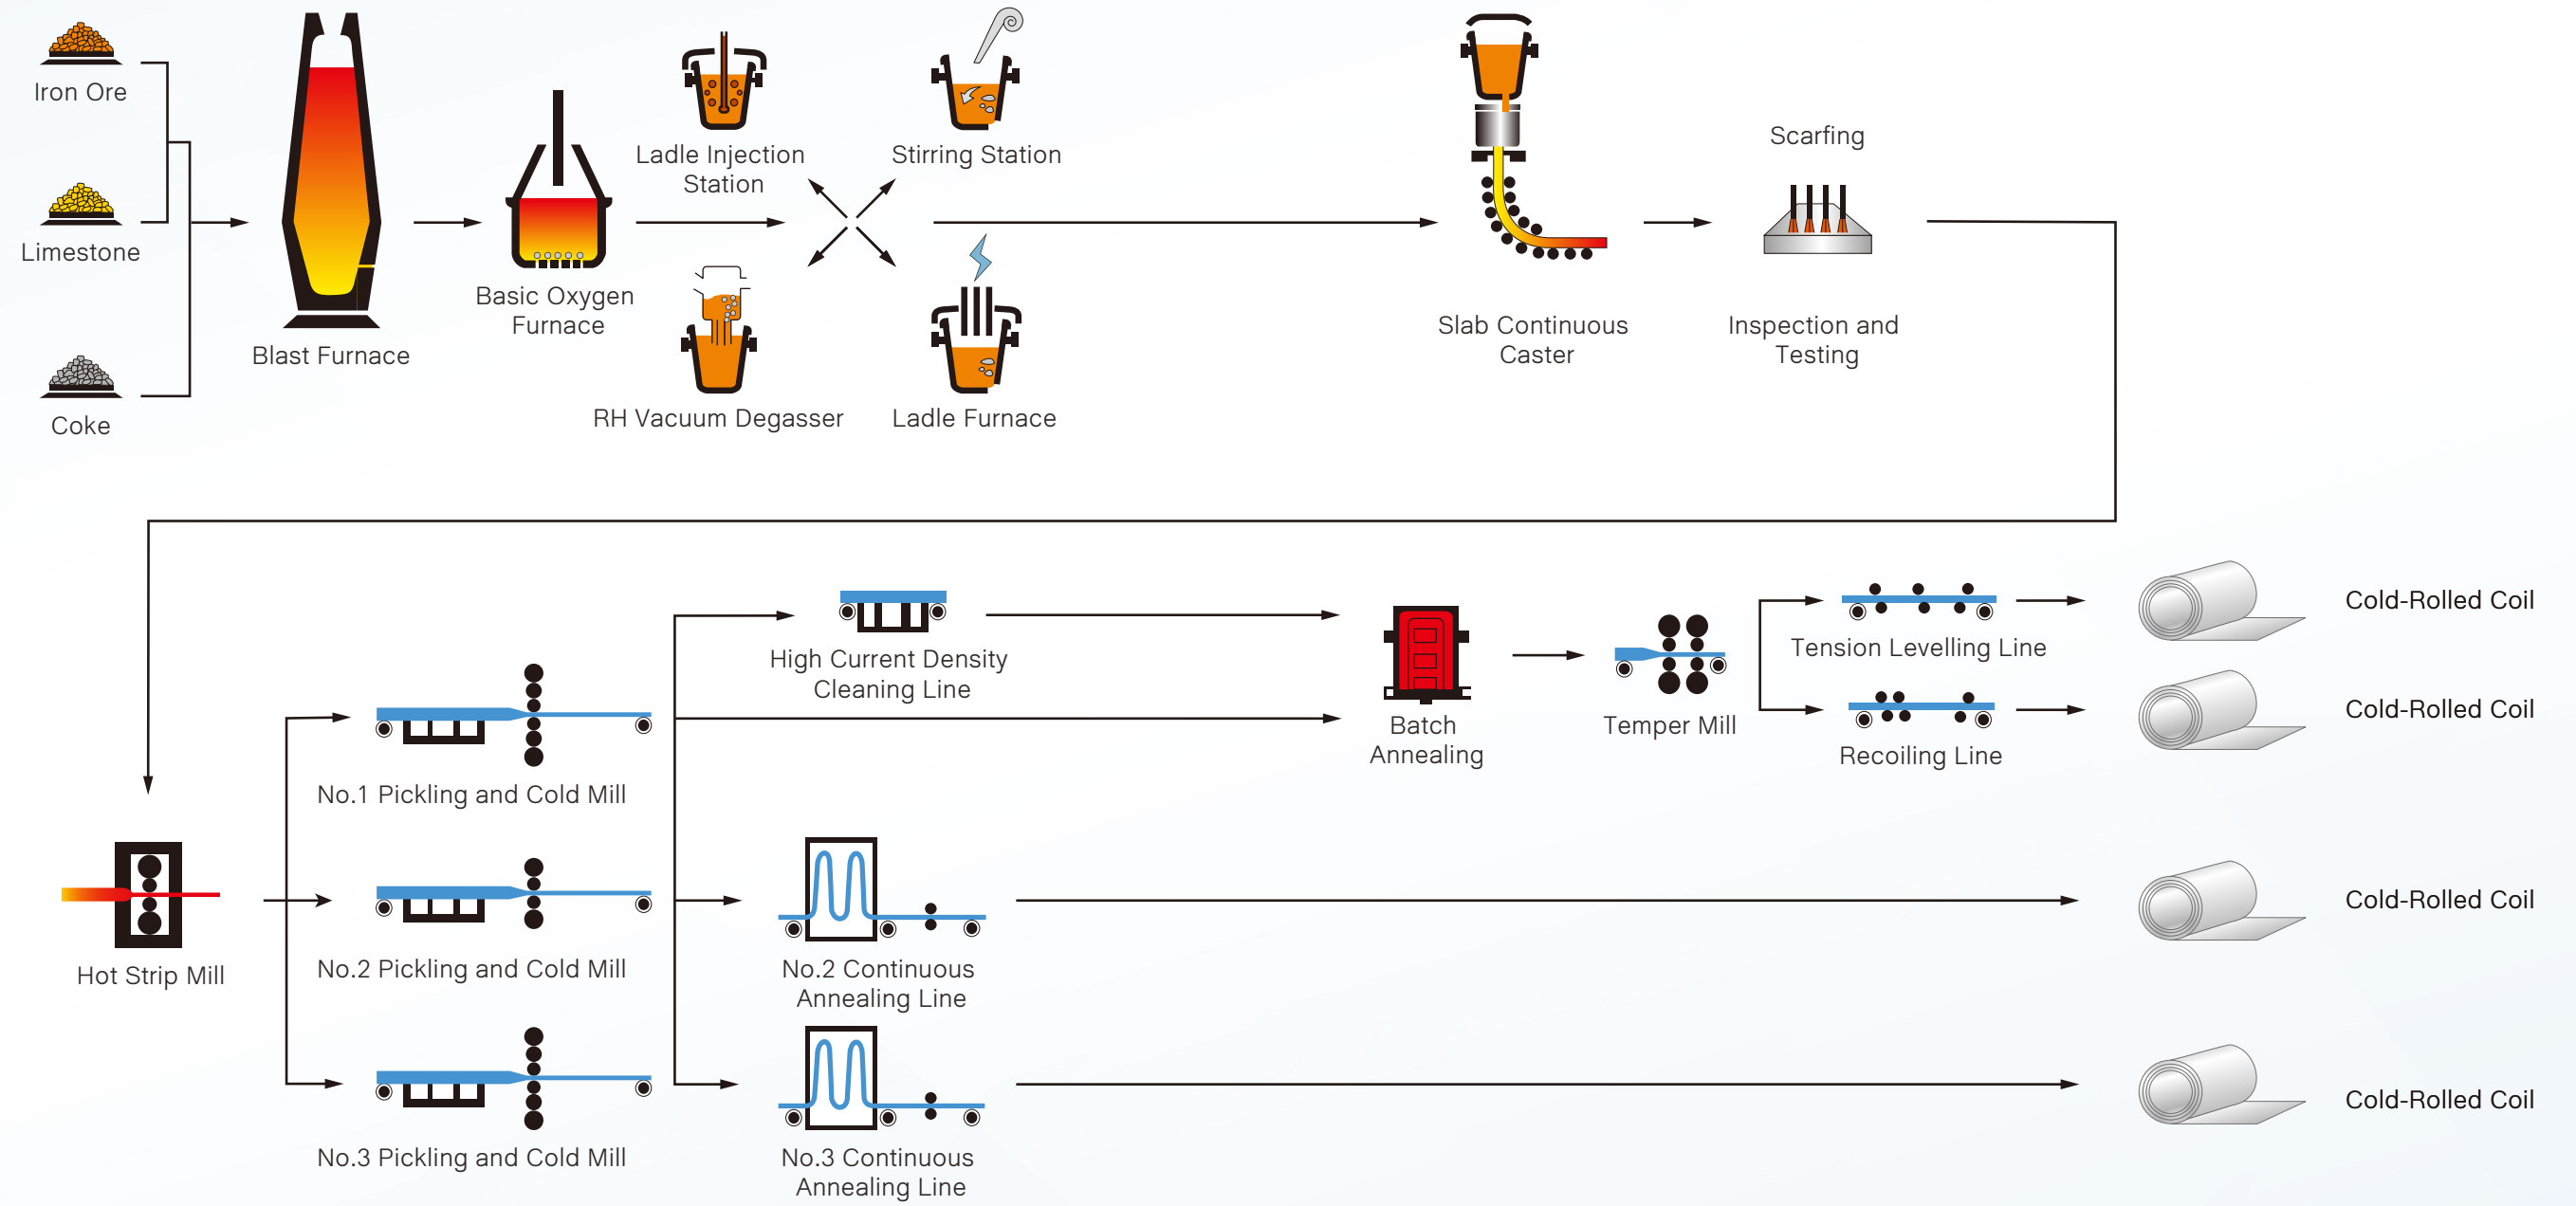 Iron Ore
Limestone
Coke
Blast Furnace
Basic Oxygen
Furnace
Ladle Injection
Station
Stirring Station
RH Vacuum Degasser
Ladle Furnace
Slab Continuous
Caster
Scarfing
Inspection and
Testing
Hot Strip Mill
No.1 Pickling and Cold Mill
No.2 Pickling and Cold Mill
No.3 Pickling and Cold Mill
High Current Density
Cleaning Line
Batch
Annealing
Temper Mill
Tension Levelling Line
Recoiling Line
Cold-Rolled Coil
Cold-Rolled Coil
No.2 Continuous
Annealing Line
Cold-Rolled Coil
No.3 Continuous
Annealing Line
Cold-Rolled Coil